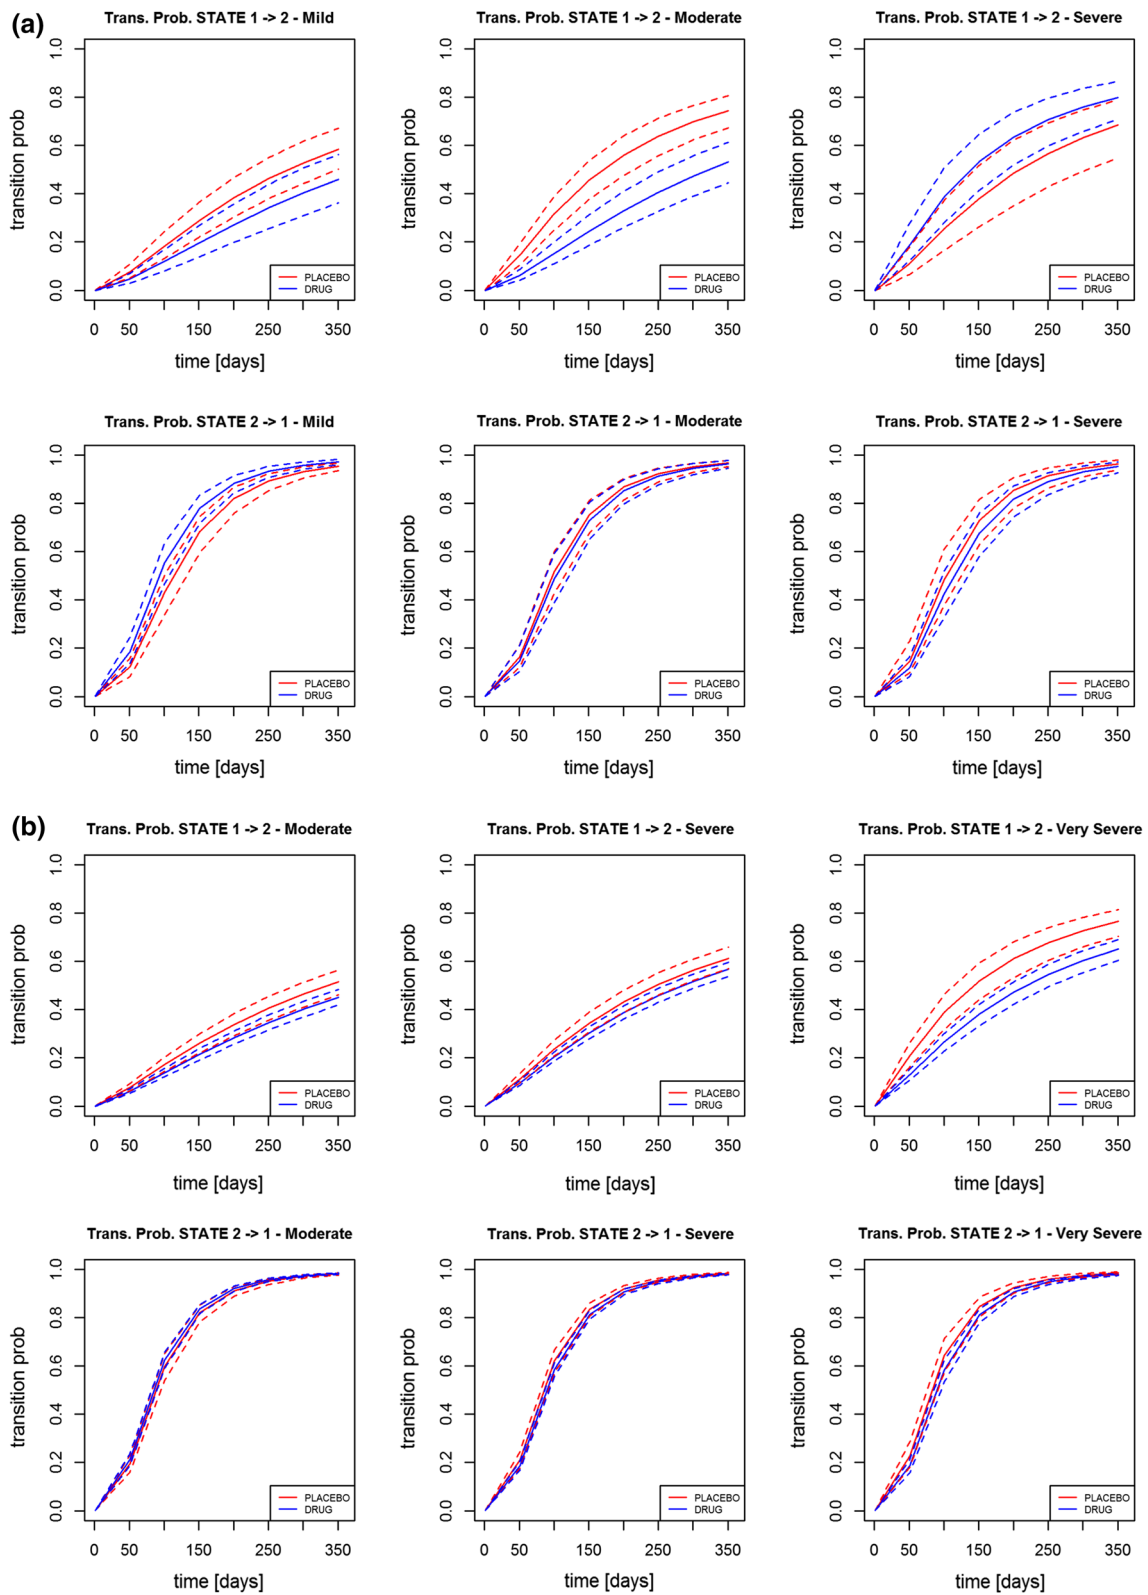 (a)
Trans. Prob. STATE 1 -> 2 - Mild
transition prob
0.0 0.2 0.4 0.6 0.8 1.0
PLACEBO
DRUG
0 50 150 250 350
time [days]
Trans. Prob. STATE 1 -> 2 - Moderate
transition prob
0.0 0.2 0.4 0.6 0.8 1.0
PLACEBO
DRUG
0 50 150 250 350
time [days]
Trans. Prob. STATE 1 -> 2 - Severe
transition prob
0.0 0.2 0.4 0.6 0.8 1.0
PLACEBO
DRUG
0 50 150 250 350
time [days]
Trans. Prob. STATE 2 -> 1 - Mild
transition prob
0.0 0.2 0.4 0.6 0.8 1.0
PLACEBO
DRUG
0 50 150 250 350
time [days]
Trans. Prob. STATE 2 -> 1 - Moderate
transition prob
0.0 0.2 0.4 0.6 0.8 1.0
PLACEBO
DRUG
0 50 150 250 350
time [days]
Trans. Prob. STATE 2 -> 1 - Severe
transition prob
0.0 0.2 0.4 0.6 0.8 1.0
PLACEBO
DRUG
0 50 150 250 350
time [days]
(b)
Trans. Prob. STATE 1 -> 2 - Moderate
transition prob
0.0 0.2 0.4 0.6 0.8 1.0
PLACEBO
DRUG
0 50 150 250 350
time [days]
Trans. Prob. STATE 1 -> 2 - Severe
transition prob
0.0 0.2 0.4 0.6 0.8 1.0
PLACEBO
DRUG
0 50 150 250 350
time [days]
Trans. Prob. STATE 1 -> 2 - Very Severe
transition prob
0.0 0.2 0.4 0.6 0.8 1.0
PLACEBO
DRUG
0 50 150 250 350
time [days]
Trans. Prob. STATE 2 -> 1 - Moderate
transition prob
0.0 0.2 0.4 0.6 0.8 1.0
PLACEBO
DRUG
0 50 150 250 350
time [days]
Trans. Prob. STATE 2 -> 1 - Severe
transition prob
0.0 0.2 0.4 0.6 0.8 1.0
PLACEBO
DRUG
0 50 150 250 350
time [days]
Trans. Prob. STATE 2 -> 1 - Very Severe
transition prob
0.0 0.2 0.4 0.6 0.8 1.0
PLACEBO
DRUG
0 50 150 250 350
time [days]